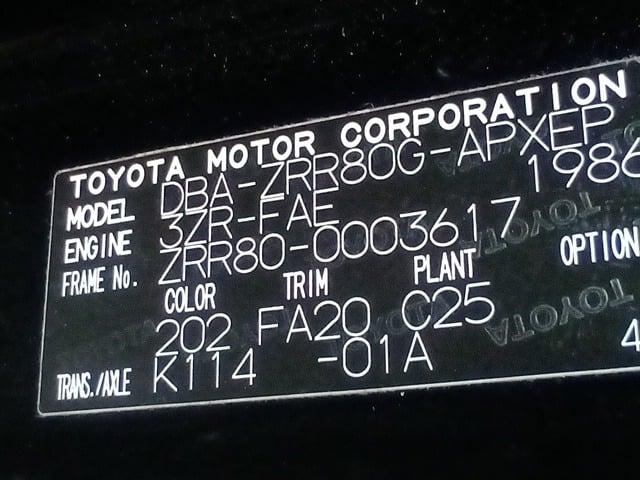 TOYOTA MOTOR CORPORATION
MODEL DBA-ZRR80G-APXEP
ENGINE 3ZR-FAE 1986
FRAME No. ZRR80-0003617
COLOR TRIM PLANT OPTION
202 FA20 C25
TRANS./AXLE K114 -01A 4